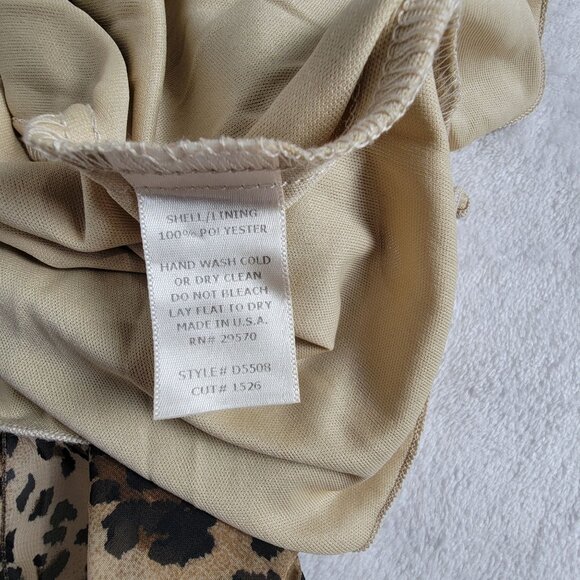 SHELL/LINING
100% POLYESTER
HAND WASH COLD
OR DRY CLEAN
DO NOT BLEACH
LAY FLAT TO DRY
MADE IN U.S.A.
RN# 29570
STYLE# D5508
CUT# 1526